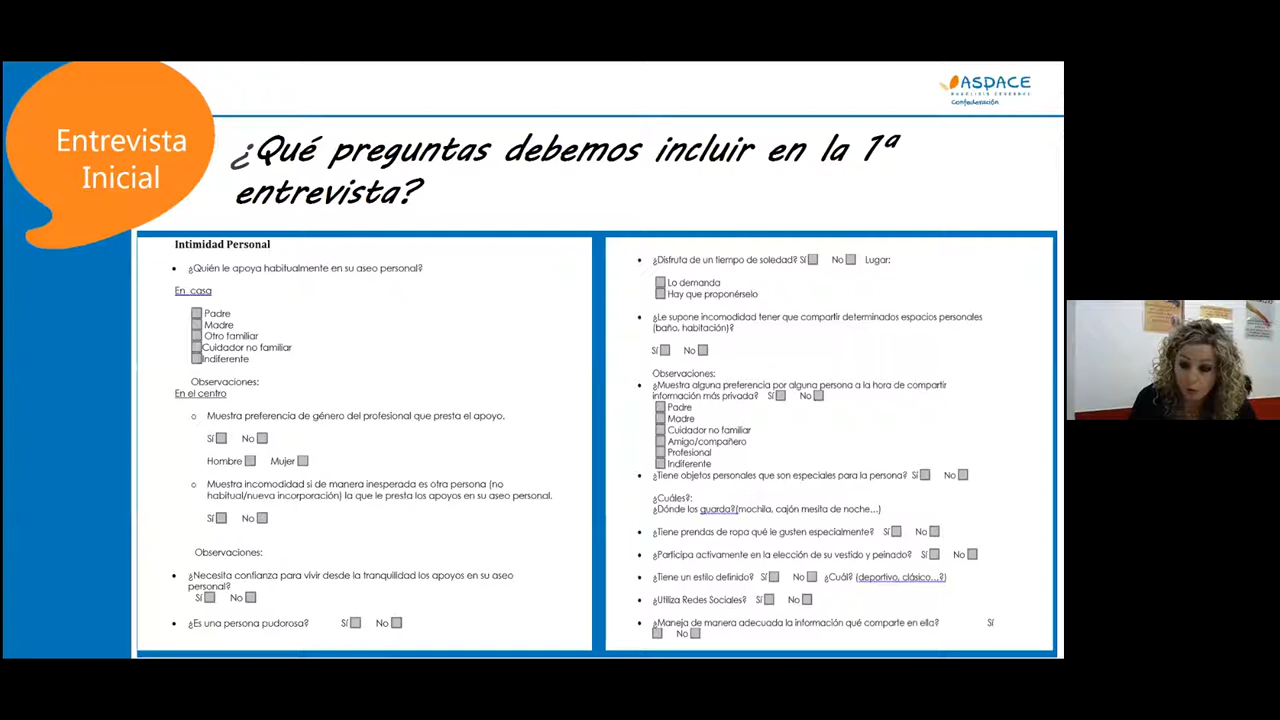 Entrevista
Inicial
ASPACE
PARÁLISIS CEREBRAL
Confederación
¿Qué preguntas debemos incluir en la 1ª
entrevista?
Intimidad Personal
• ¿Quién le apoya habitualmente en su aseo personal?
En casa
Padre
Madre
Otro familiar
Cuidador no familiar
Indiferente
Observaciones:
En el centro
o Muestra preferencia de género del profesional que presta el apoyo.
Sí No
Hombre Mujer
o Muestra incomodidad si de manera inesperada es otra persona (no
habitual/nueva incorporación) la que le presta los apoyos en su aseo personal.
Sí No
Observaciones:
• ¿Necesita confianza para vivir desde la tranquilidad los apoyos en su aseo
personal?
Sí No
• ¿Es una persona pudorosa? Sí No
• ¿Disfruta de un tiempo de soledad? Sí No Lugar:
Lo demanda
Hay que proponérselo
• ¿Le supone incomodidad tener que compartir determinados espacios personales
(baño, habitación)?
Sí No
Observaciones:
• ¿Muestra alguna preferencia por alguna persona a la hora de compartir
información más privada? Sí No
Padre
Madre
Cuidador no familiar
Amigo/compañero
Profesional
Indiferente
• ¿Tiene objetos personales que son especiales para la persona? Sí No
¿Cuáles?:
¿Dónde los guarda?(mochila, cajón mesita de noche...)
• ¿Tiene prendas de ropa qué le gusten especialmente? Sí No
• ¿Participa activamente en la elección de su vestido y peinado? Sí No
• ¿Tiene un estilo definido? Sí No ¿Cuál? (deportivo, clásico...?)
• ¿Utiliza Redes Sociales? Sí No
• ¿Maneja de manera adecuada la información qué comparte en ella? Sí
No